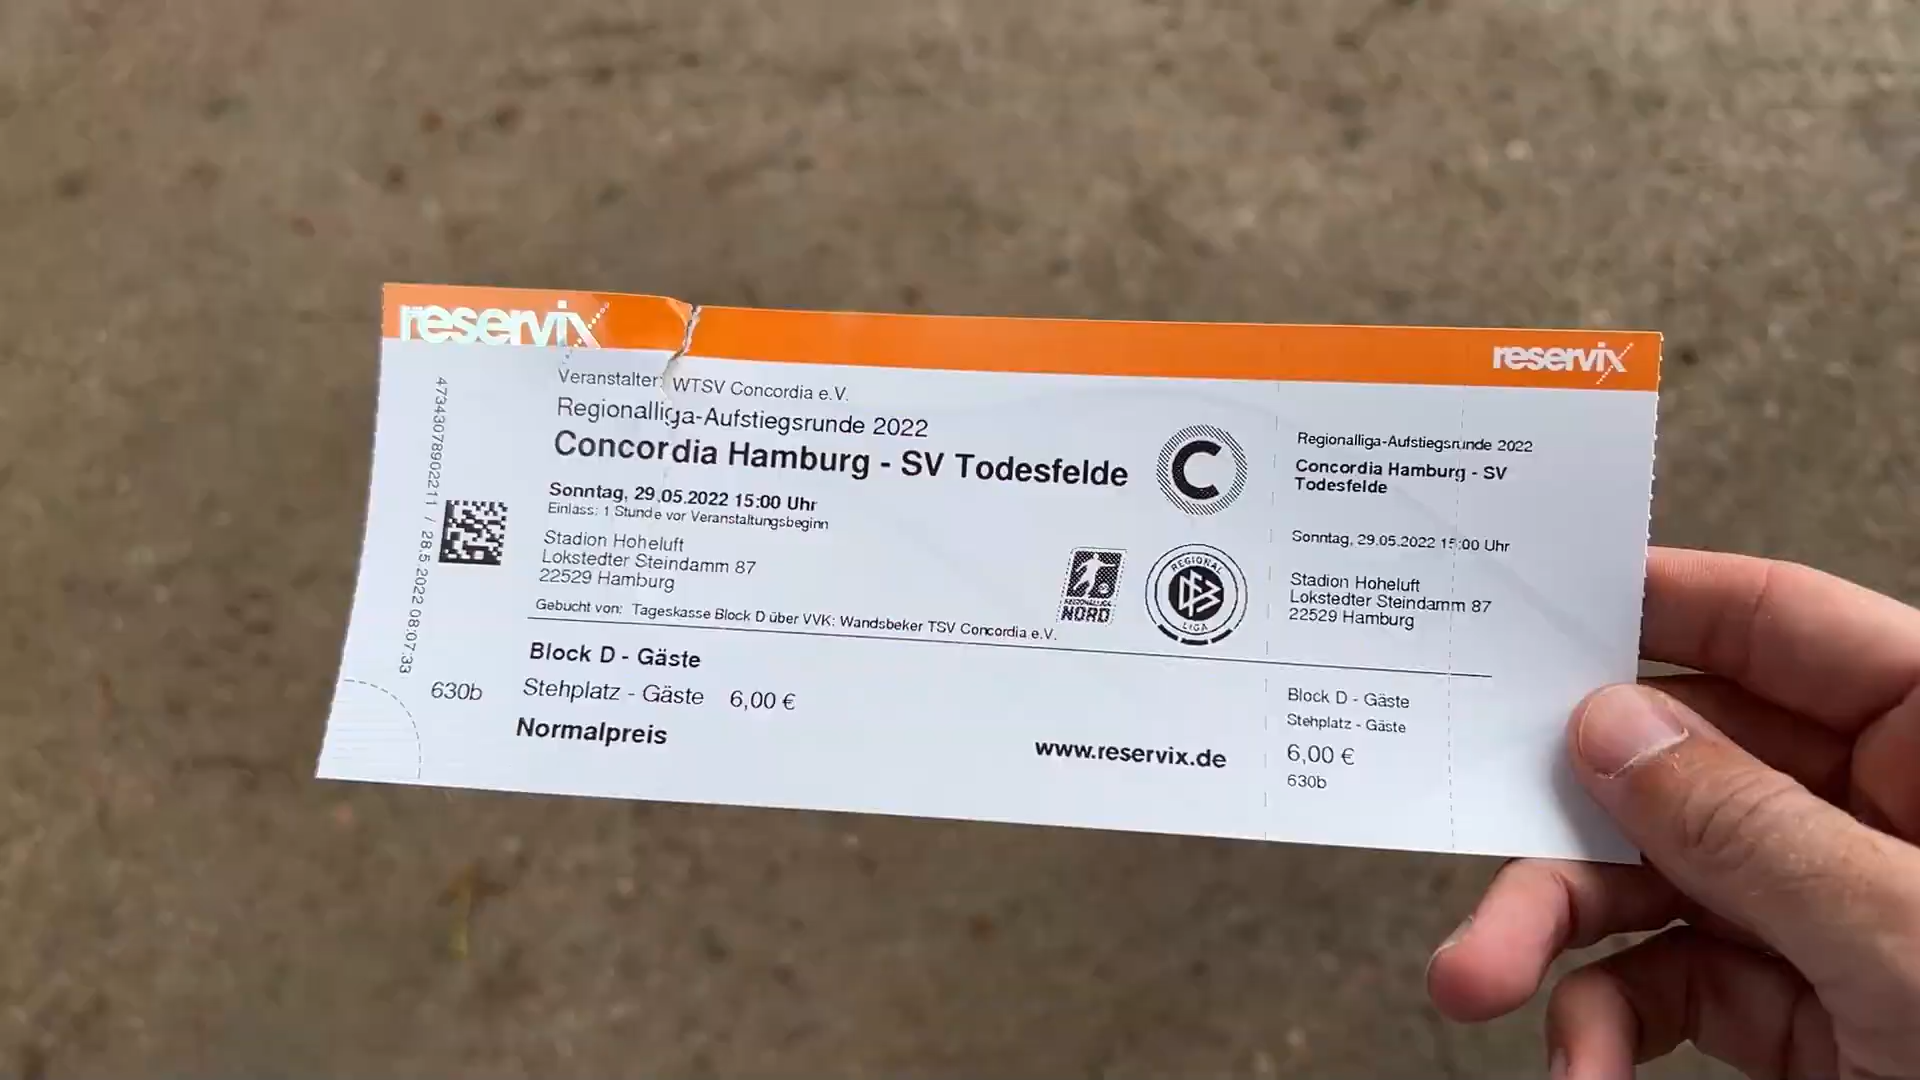 reservix
reservix
Veranstalter: WTSV Concordia e.V.
Regionalliga-Aufstiegsrunde 2022
Concordia Hamburg - SV Todesfelde
Sonntag, 29.05.2022 15:00 Uhr
Einlass: 1 Stunde vor Veranstaltungsbeginn
Stadion Hoheluft
Lokstedter Steindamm 87
22529 Hamburg
Gebucht von: Tageskasse Block D über VVK: Wandsbeker TSV Concordia e.V.
Block D - Gäste
Stehplatz - Gäste 6,00 €
Normalpreis
www.reservix.de
47343078902211 / 28.5.2022 08:07:33
630b
C
REGIONALLIGA
NORD
REGIONAL
DFB
LIGA
Regionalliga-Aufstiegsrunde 2022
Concordia Hamburg - SV
Todesfelde
Sonntag, 29.05.2022 15:00 Uhr
Stadion Hoheluft
Lokstedter Steindamm 87
22529 Hamburg
Block D - Gäste
Stehplatz - Gäste
6,00 €
630b